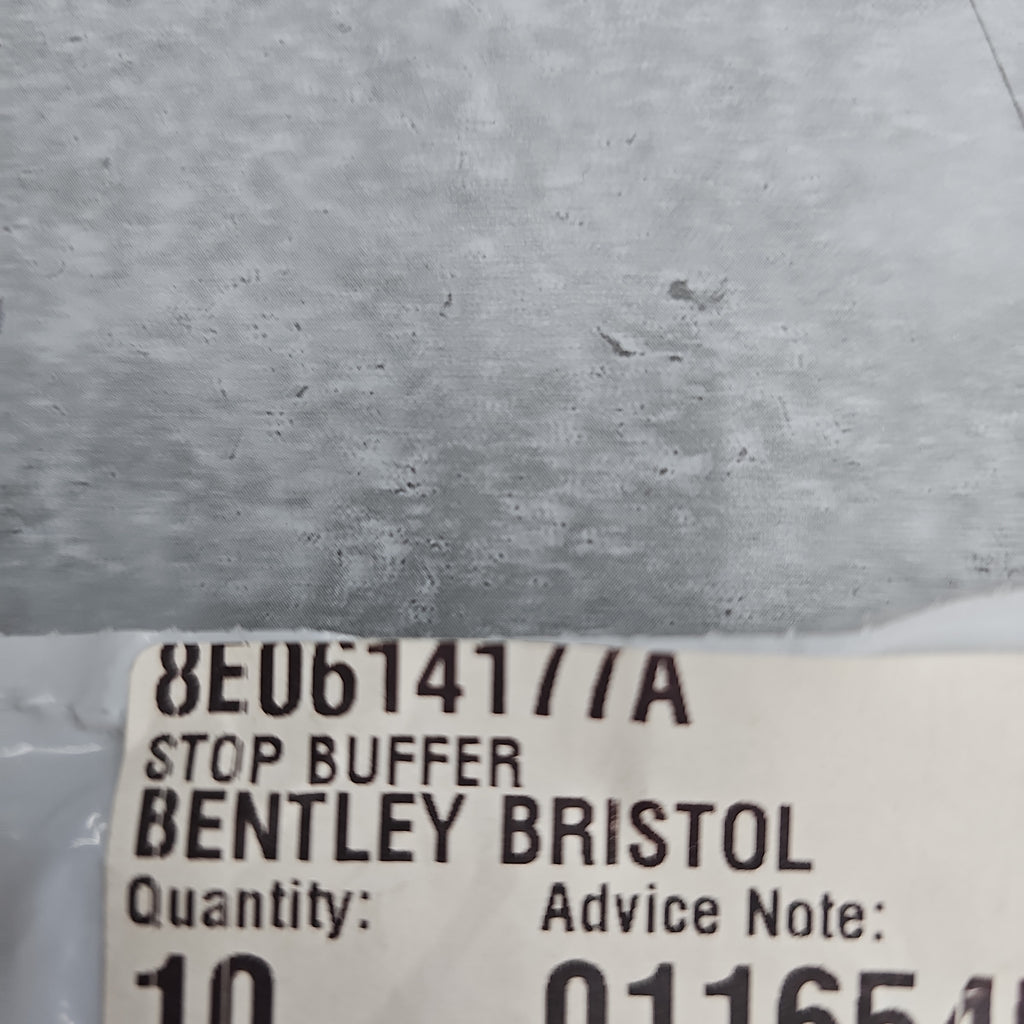 8E0614177A
STOP BUFFER
BENTLEY BRISTOL
Quantity: Advice Note:
10